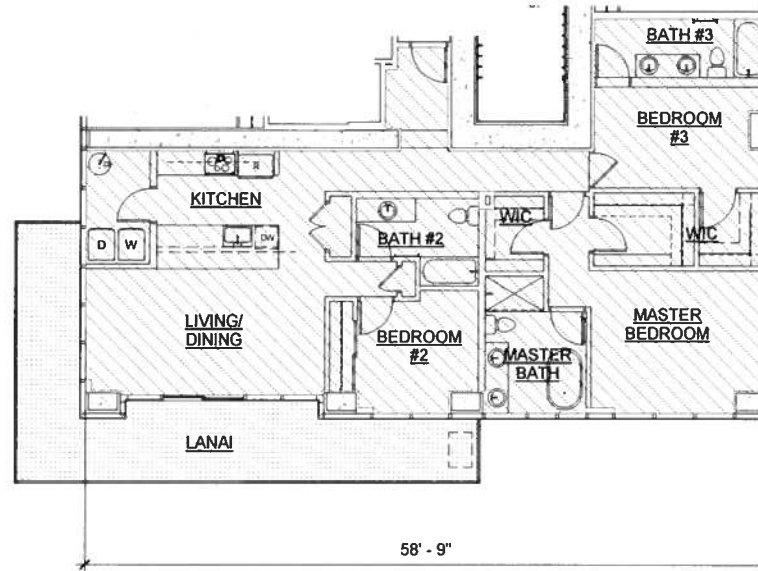 BATH #3
BEDROOM
#3
KITCHEN
WIC
BATH #2
WIC
D W
DW
LIVING/
DINING
BEDROOM
#2
MASTER
BATH
MASTER
BEDROOM
LANAI
58' - 9"